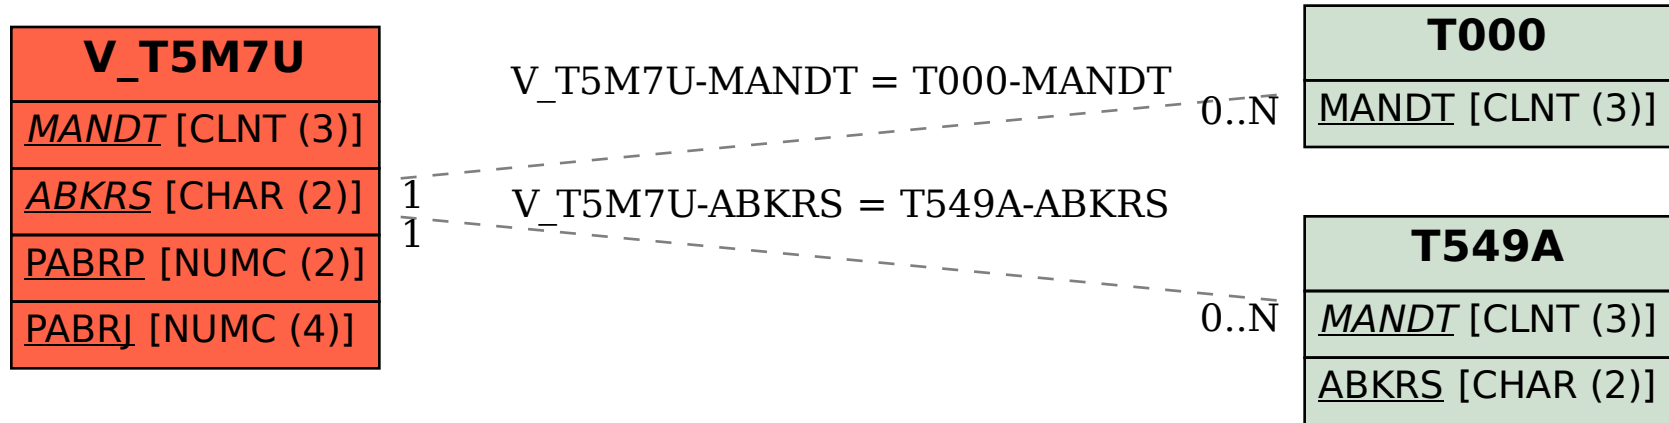 V_T5M7U
MANDT [CLNT (3)]
ABKRS [CHAR (2)]
PABRP [NUMC (2)]
PABRJ [NUMC (4)]
V_T5M7U-MANDT = T000-MANDT
0..N
1
V_T5M7U-ABKRS = T549A-ABKRS
1
0..N
T000
MANDT [CLNT (3)]
T549A
MANDT [CLNT (3)]
ABKRS [CHAR (2)]